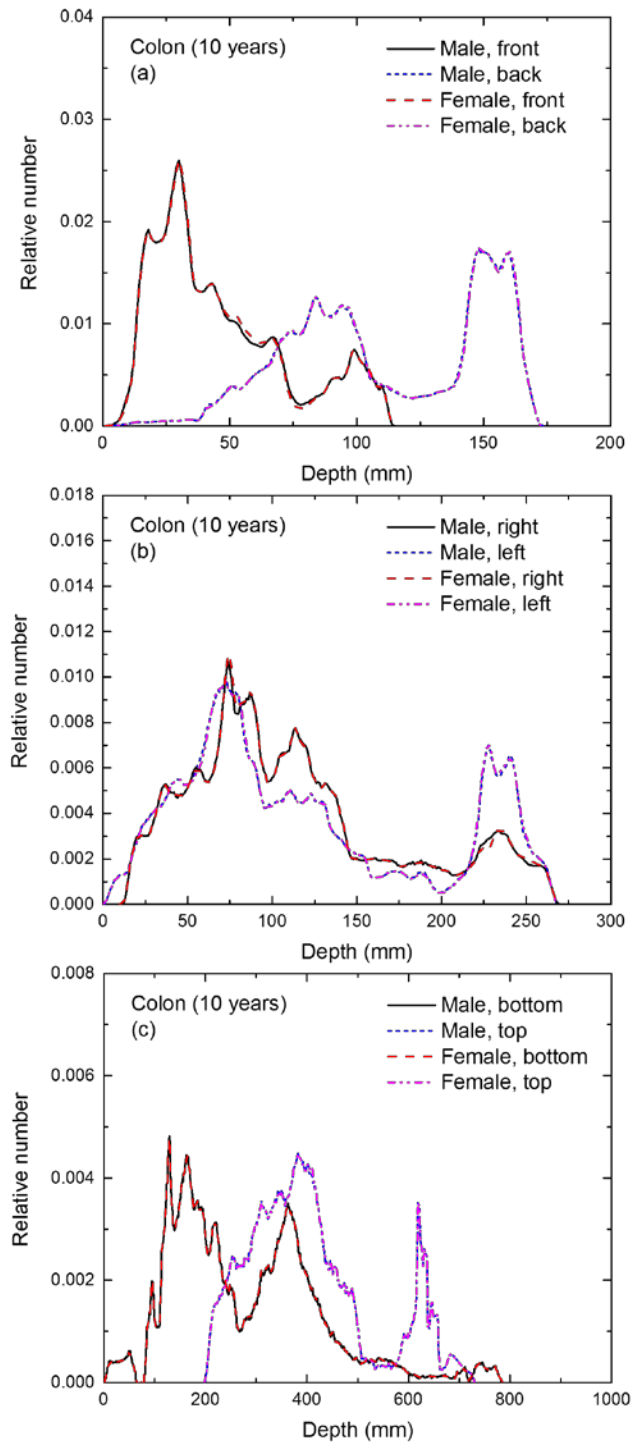 Colon (10 years)
(a)
Male, front
Male, back
Female, front
Female, back
0.04
0.03
0.02
0.01
0.00
Relative number
0
50
100
150
200
Depth (mm)
Colon (10 years)
(b)
Male, right
Male, left
Female, right
Female, left
0.018
0.016
0.014
0.012
0.010
0.008
0.006
0.004
0.002
0.000
Relative number
0
50
100
150
200
250
300
Depth (mm)
Colon (10 years)
(c)
Male, bottom
Male, top
Female, bottom
Female, top
0.008
0.006
0.004
0.002
0.000
Relative number
0
200
400
600
800
1000
Depth (mm)